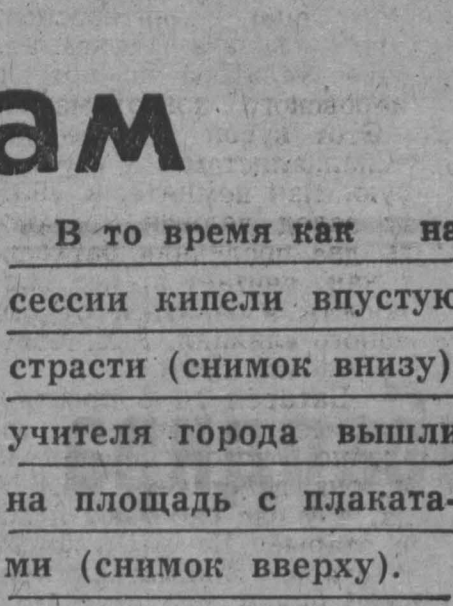 ам
В то время как на
сессии кипели впустую
страсти (снимок внизу)
учителя города вышли
на площадь с плаката-
ми (снимок вверху).